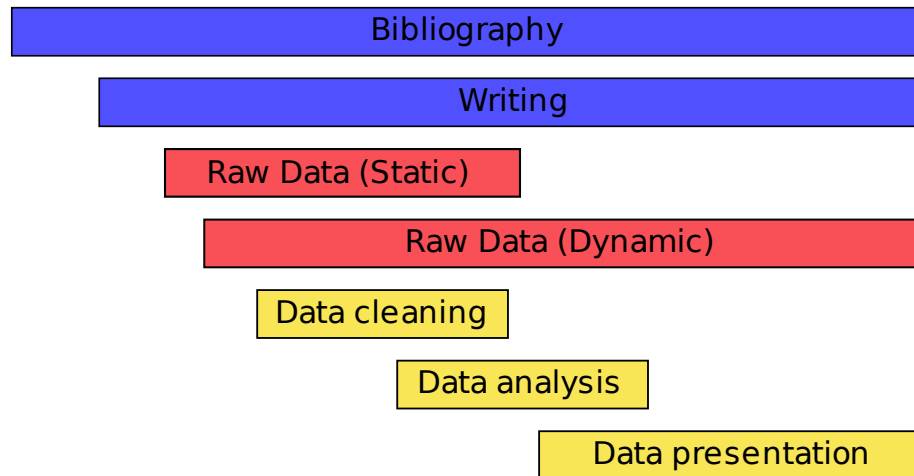 Bibliography
Writing
Raw Data (Static)
Raw Data (Dynamic)
Data cleaning
Data analysis
Data presentation